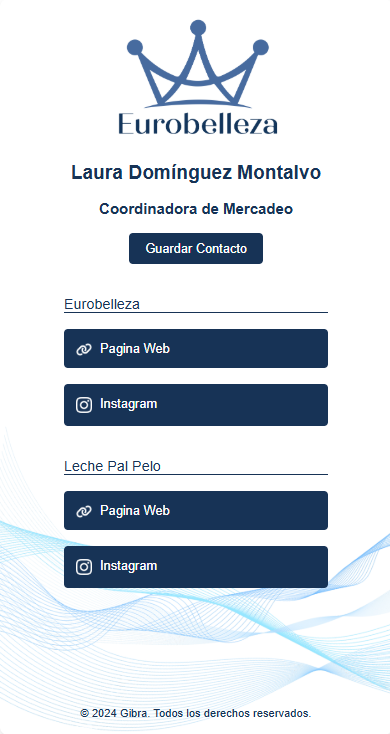 Eurobelleza
Laura Domínguez Montalvo
Coordinadora de Mercadeo
Guardar Contacto
Eurobelleza
Pagina Web
Instagram
Leche Pal Pelo
Pagina Web
Instagram
© 2024 Gibra. Todos los derechos reservados.